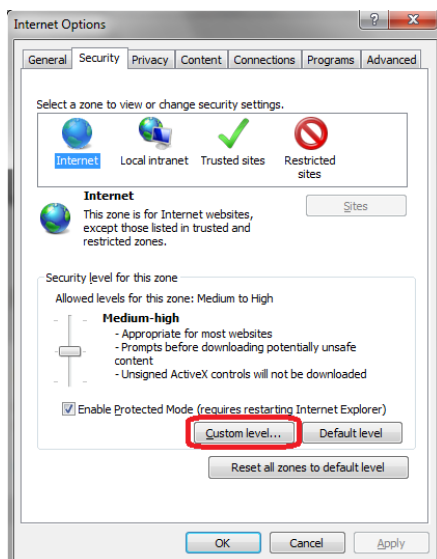 Internet Options
General Security Privacy Content Connections Programs Advanced
Select a zone to view or change security settings.
Internet Local intranet Trusted sites Restricted
sites
Internet
This zone is for Internet websites,
except those listed in trusted and
restricted zones.
Sites
Security level for this zone
Allowed levels for this zone: Medium to High
Medium-high
- Appropriate for most websites
- Prompts before downloading potentially unsafe
content
- Unsigned ActiveX controls will not be downloaded
Enable Protected Mode (requires restarting Internet Explorer)
Custom level... Default level
Reset all zones to default level
OK Cancel Apply